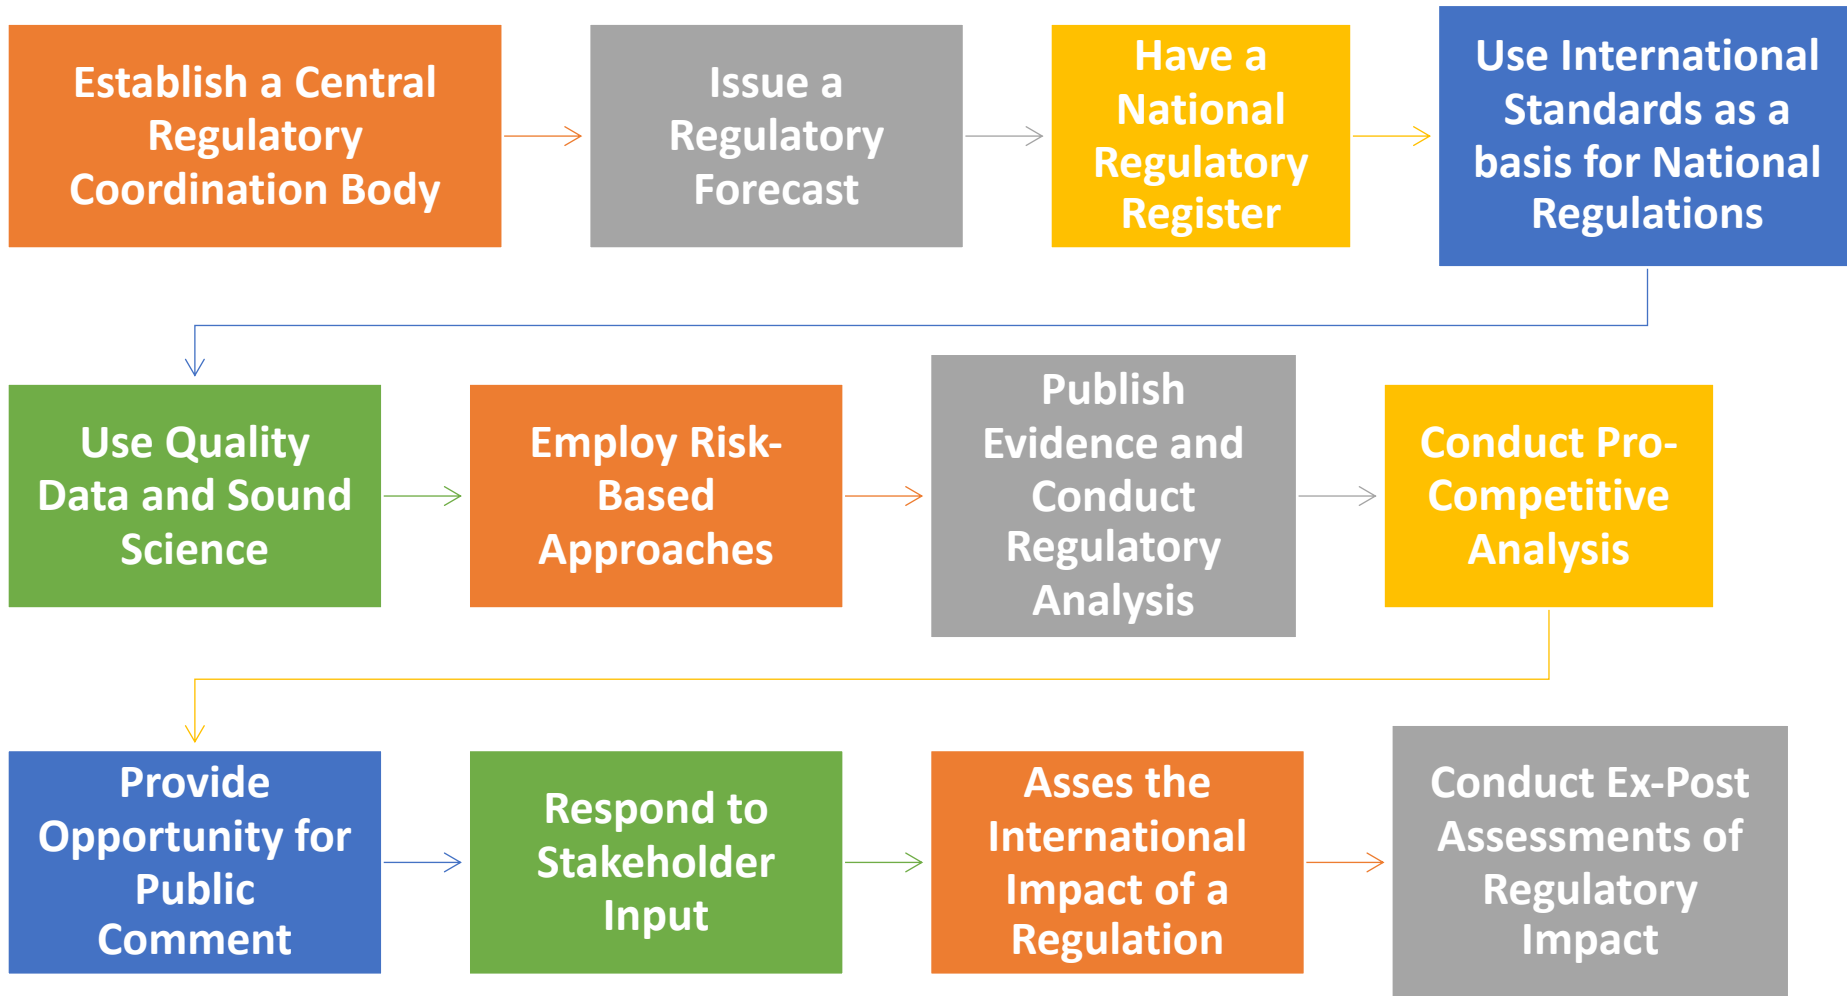 Establish a Central
Regulatory
Coordination Body
Issue a
Regulatory
Forecast
Have a
National
Regulatory
Register
Use International
Standards as a
basis for National
Regulations
Use Quality
Data and Sound
Science
Employ Risk-
Based
Approaches
Publish
Evidence and
Conduct
Regulatory
Analysis
Conduct Pro-
Competitive
Analysis
Provide
Opportunity for
Public
Comment
Respond to
Stakeholder
Input
Asses the
International
Impact of a
Regulation
Conduct Ex-Post
Assessments of
Regulatory
Impact